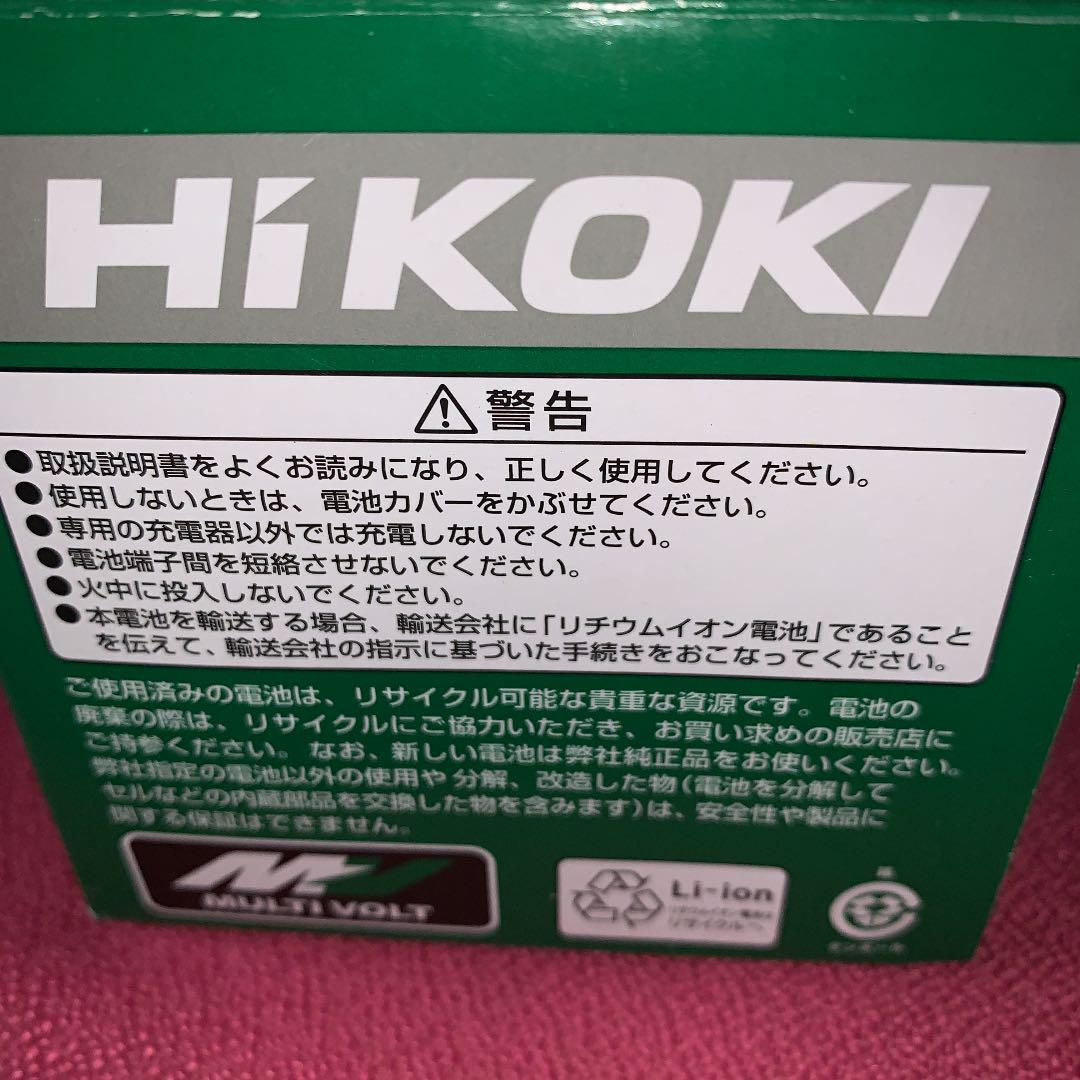 HiKOKI
警告
●取扱説明書をよくお読みになり、正しく使用してください。
●使用しないときは、電池カバーをかぶせてください。
●専用の充電器以外では充電しないでください。
●電池端子間を短絡させないでください。
●火中に投入しないでください。
●本電池を輸送する場合、輸送会社に「リチウムイオン電池」であること
を伝えて、輸送会社の指示に基づいた手続きをおこなってください。
ご使用済みの電池は、リサイクル可能な貴重な資源です。電池の
廃棄の際は、リサイクルにご協力いただき、お買い求めの販売店に
ご持参ください。なお、新しい電池は弊社純正品をお使いください。
弊社指定の電池以外の使用や分解、改造した物(電池を分解して
セルなどの内蔵部品を交換した物を含みます)は、安全性や製品に
関する保証はできません。
MULTI VOLT
Li-ion
リサイクルへ